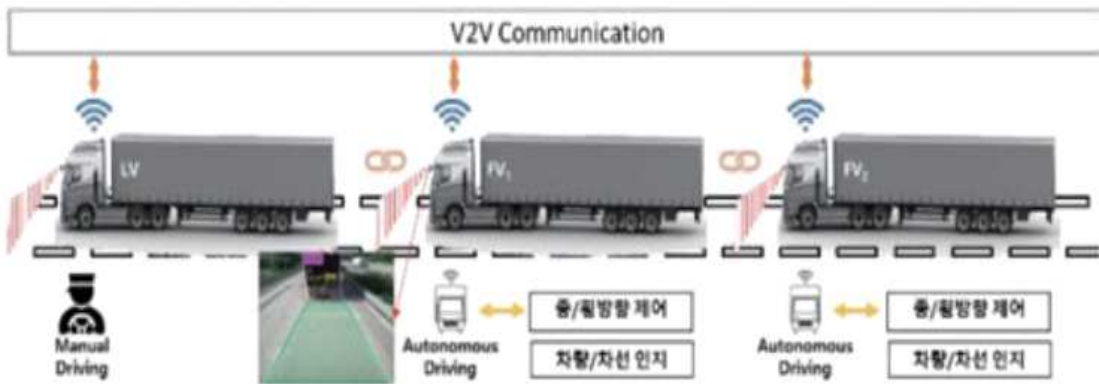 V2V Communication
LV
FV₁
FV₂
Manual
Driving
Autonomous
Driving
종/횡방향 제어
차량/차선 인지
Autonomous
Driving
종/횡방향 제어
차량/차선 인지